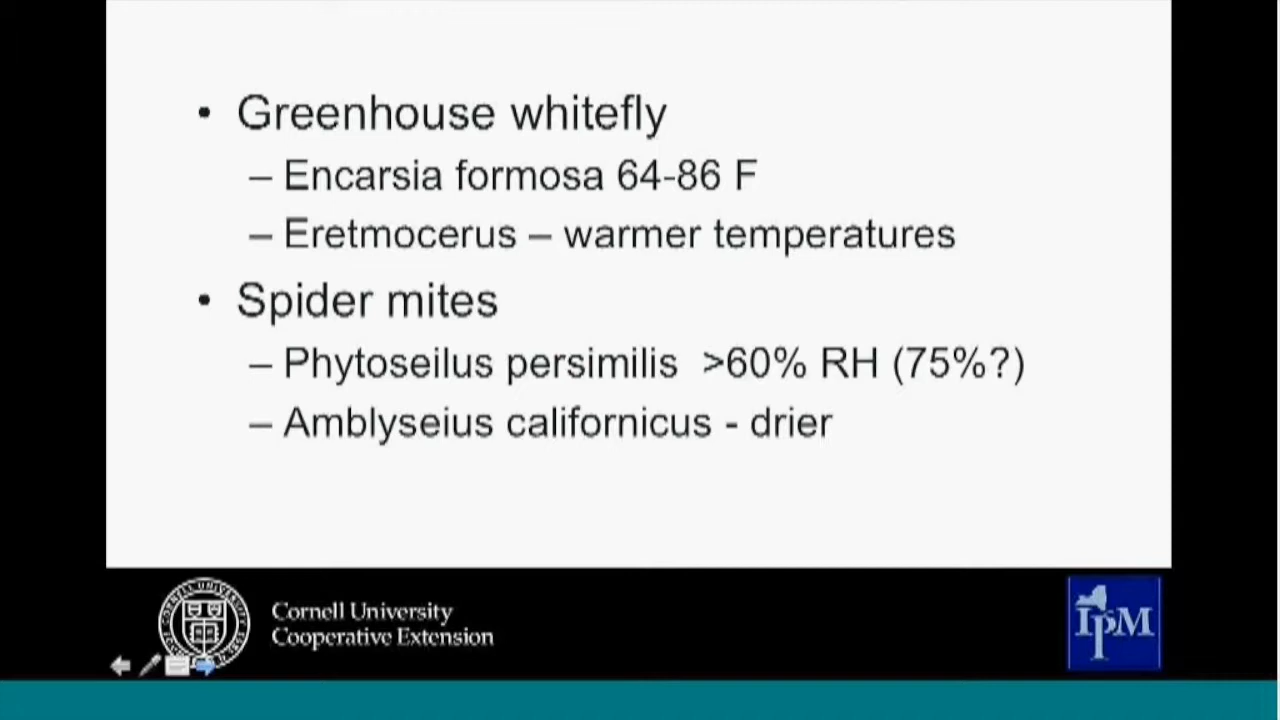 • Greenhouse whitefly
– Encarsia formosa 64-86 F
– Eretmocerus – warmer temperatures
• Spider mites
– Phytoseilus persimilis >60% RH (75%?)
– Amblyseius californicus - drier
Cornell University
Cooperative Extension
IPM